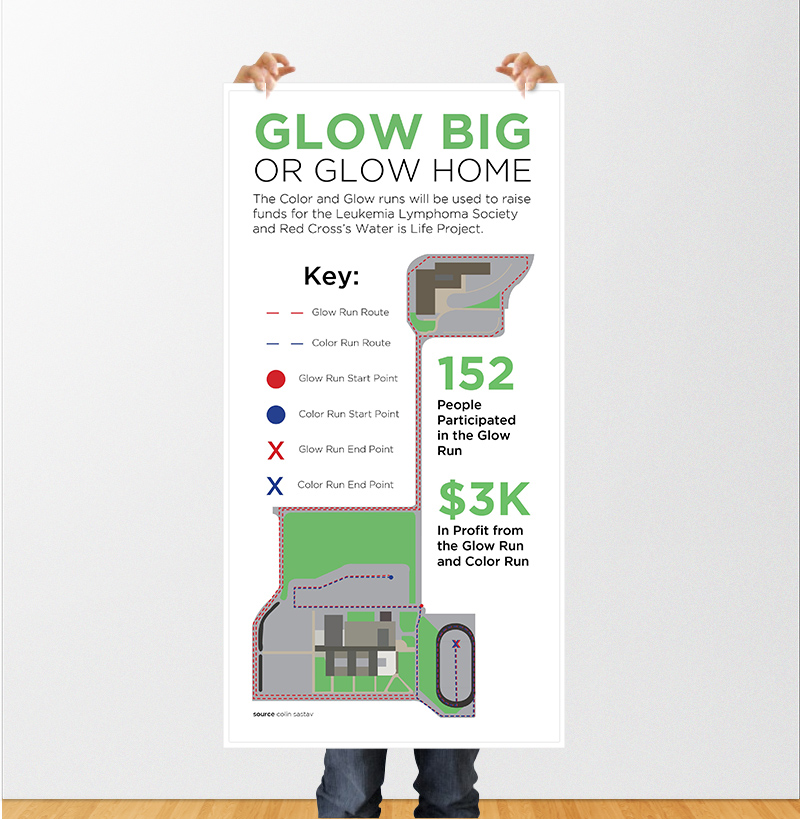 GLOW BIG
OR GLOW HOME
The Color and Glow runs will be used to raise
funds for the Leukemia Lymphoma Society
and Red Cross's Water is Life Project.
Key:
Glow Run Route
Color Run Route
Glow Run Start Point
Color Run Start Point
X Glow Run End Point
X Color Run End Point
152
People
Participated
in the Glow
Run
$3K
In Profit from
the Glow Run
and Color Run
X
source colin sastav